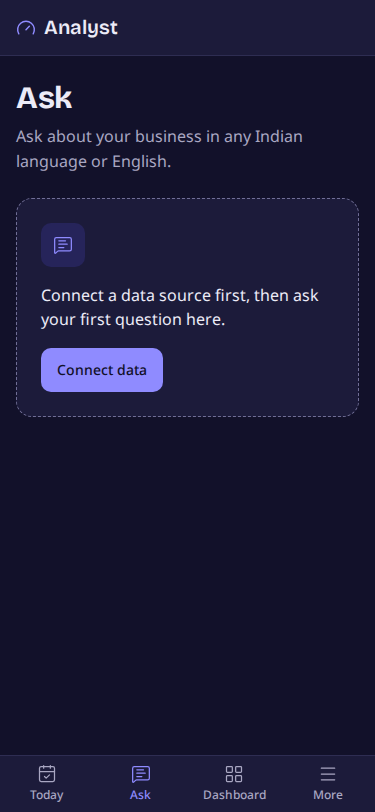 Analyst
Ask
Ask about your business in any Indian
language or English.
Connect a data source first, then ask
your first question here.
Connect data
Today
Ask
Dashboard
More